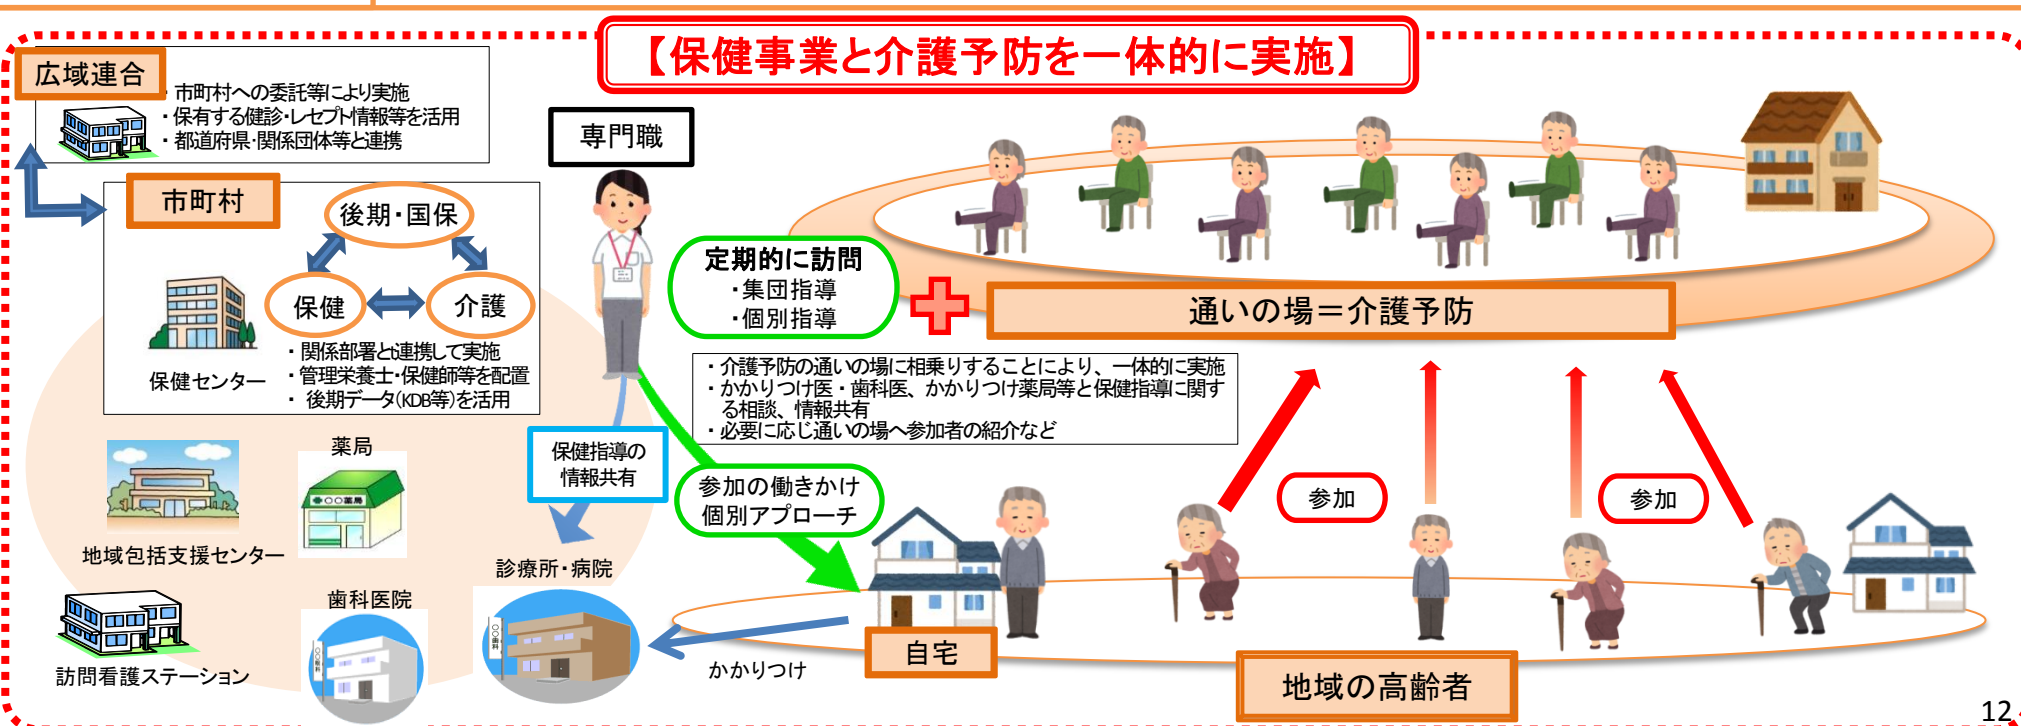 【保健事業と介護予防を一体的に実施】
広域連合
・市町村への委託等により実施
・保有する健診・レセプト情報等を活用
・都道府県・関係団体等と連携
専門職
市町村
後期・国保
保健
介護
保健センター
・関係部署と連携して実施
・管理栄養士・保健師等を配置
・後期データ(KDB等)を活用
定期的に訪問
・集団指導
・個別指導
通いの場＝介護予防
・介護予防の通いの場に相乗りすることにより、一体的に実施
・かかりつけ医・歯科医、かかりつけ薬局等と保健指導に関す
る相談、情報共有
・必要に応じ通いの場へ参加者の紹介など
薬局
○○薬局
地域包括支援センター
保健指導の
情報共有
参加の働きかけ
個別アプローチ
参加
参加
診療所・病院
○○歯科
歯科医院
○○歯科
訪問看護ステーション
かかりつけ
自宅
地域の高齢者
12